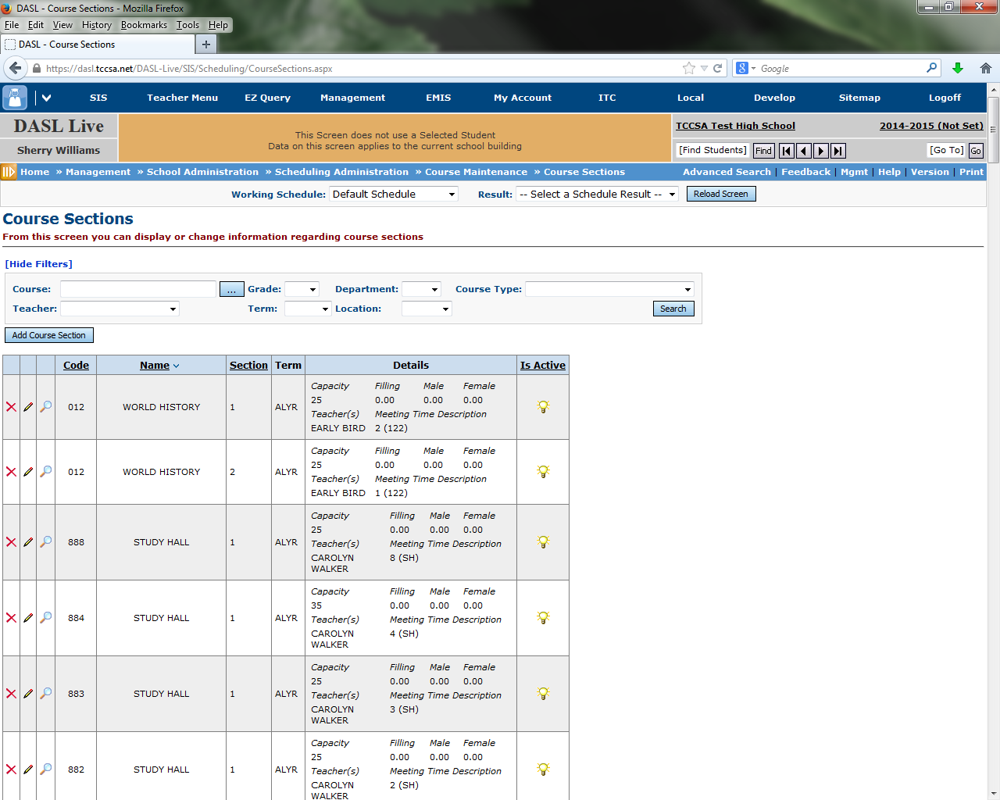 DASL - Course Sections - Mozilla Firefox
File Edit View History Bookmarks Tools Help
DASL - Course Sections
https://dasl.tccsa.net/DASL-Live/SIS/Scheduling/CourseSections.aspx
Google
SIS Teacher Menu EZ Query Management EMIS My Account ITC Local Develop Sitemap Logoff
DASL Live
Sherry Williams
This Screen does not use a Selected Student
Data on this screen applies to the current school building
TCCSA Test High School 2014-2015 (Not Set)
[Find Students] Find [Go To] Go
Home » Management » School Administration » Scheduling Administration » Course Maintenance » Course Sections
Advanced Search | Feedback | Mgmt | Help | Version | Print
Working Schedule: Default Schedule Result: -- Select a Schedule Result -- Reload Screen
Course Sections
From this screen you can display or change information regarding course sections
[Hide Filters]
Course: ... Grade: Department: Course Type:
Teacher: Term: Location: Search
Add Course Section
Code Name Section Term Details Is Active
Capacity Filling Male Female
25 0.00 0.00 0.00
012 WORLD HISTORY 1 ALYR
Teacher(s) Meeting Time Description
EARLY BIRD 2 (122)
Capacity Filling Male Female
25 0.00 0.00 0.00
012 WORLD HISTORY 2 ALYR
Teacher(s) Meeting Time Description
EARLY BIRD 1 (122)
Capacity Filling Male Female
25 0.00 0.00 0.00
888 STUDY HALL 1 ALYR
Teacher(s) Meeting Time Description
CAROLYN 8 (SH)
WALKER
Capacity Filling Male Female
35 0.00 0.00 0.00
884 STUDY HALL 1 ALYR
Teacher(s) Meeting Time Description
CAROLYN 4 (SH)
WALKER
Capacity Filling Male Female
25 0.00 0.00 0.00
883 STUDY HALL 1 ALYR
Teacher(s) Meeting Time Description
CAROLYN 3 (SH)
WALKER
Capacity Filling Male Female
25 0.00 0.00 0.00
882 STUDY HALL 1 ALYR
Teacher(s) Meeting Time Description
CAROLYN 2 (SH)
WALKER